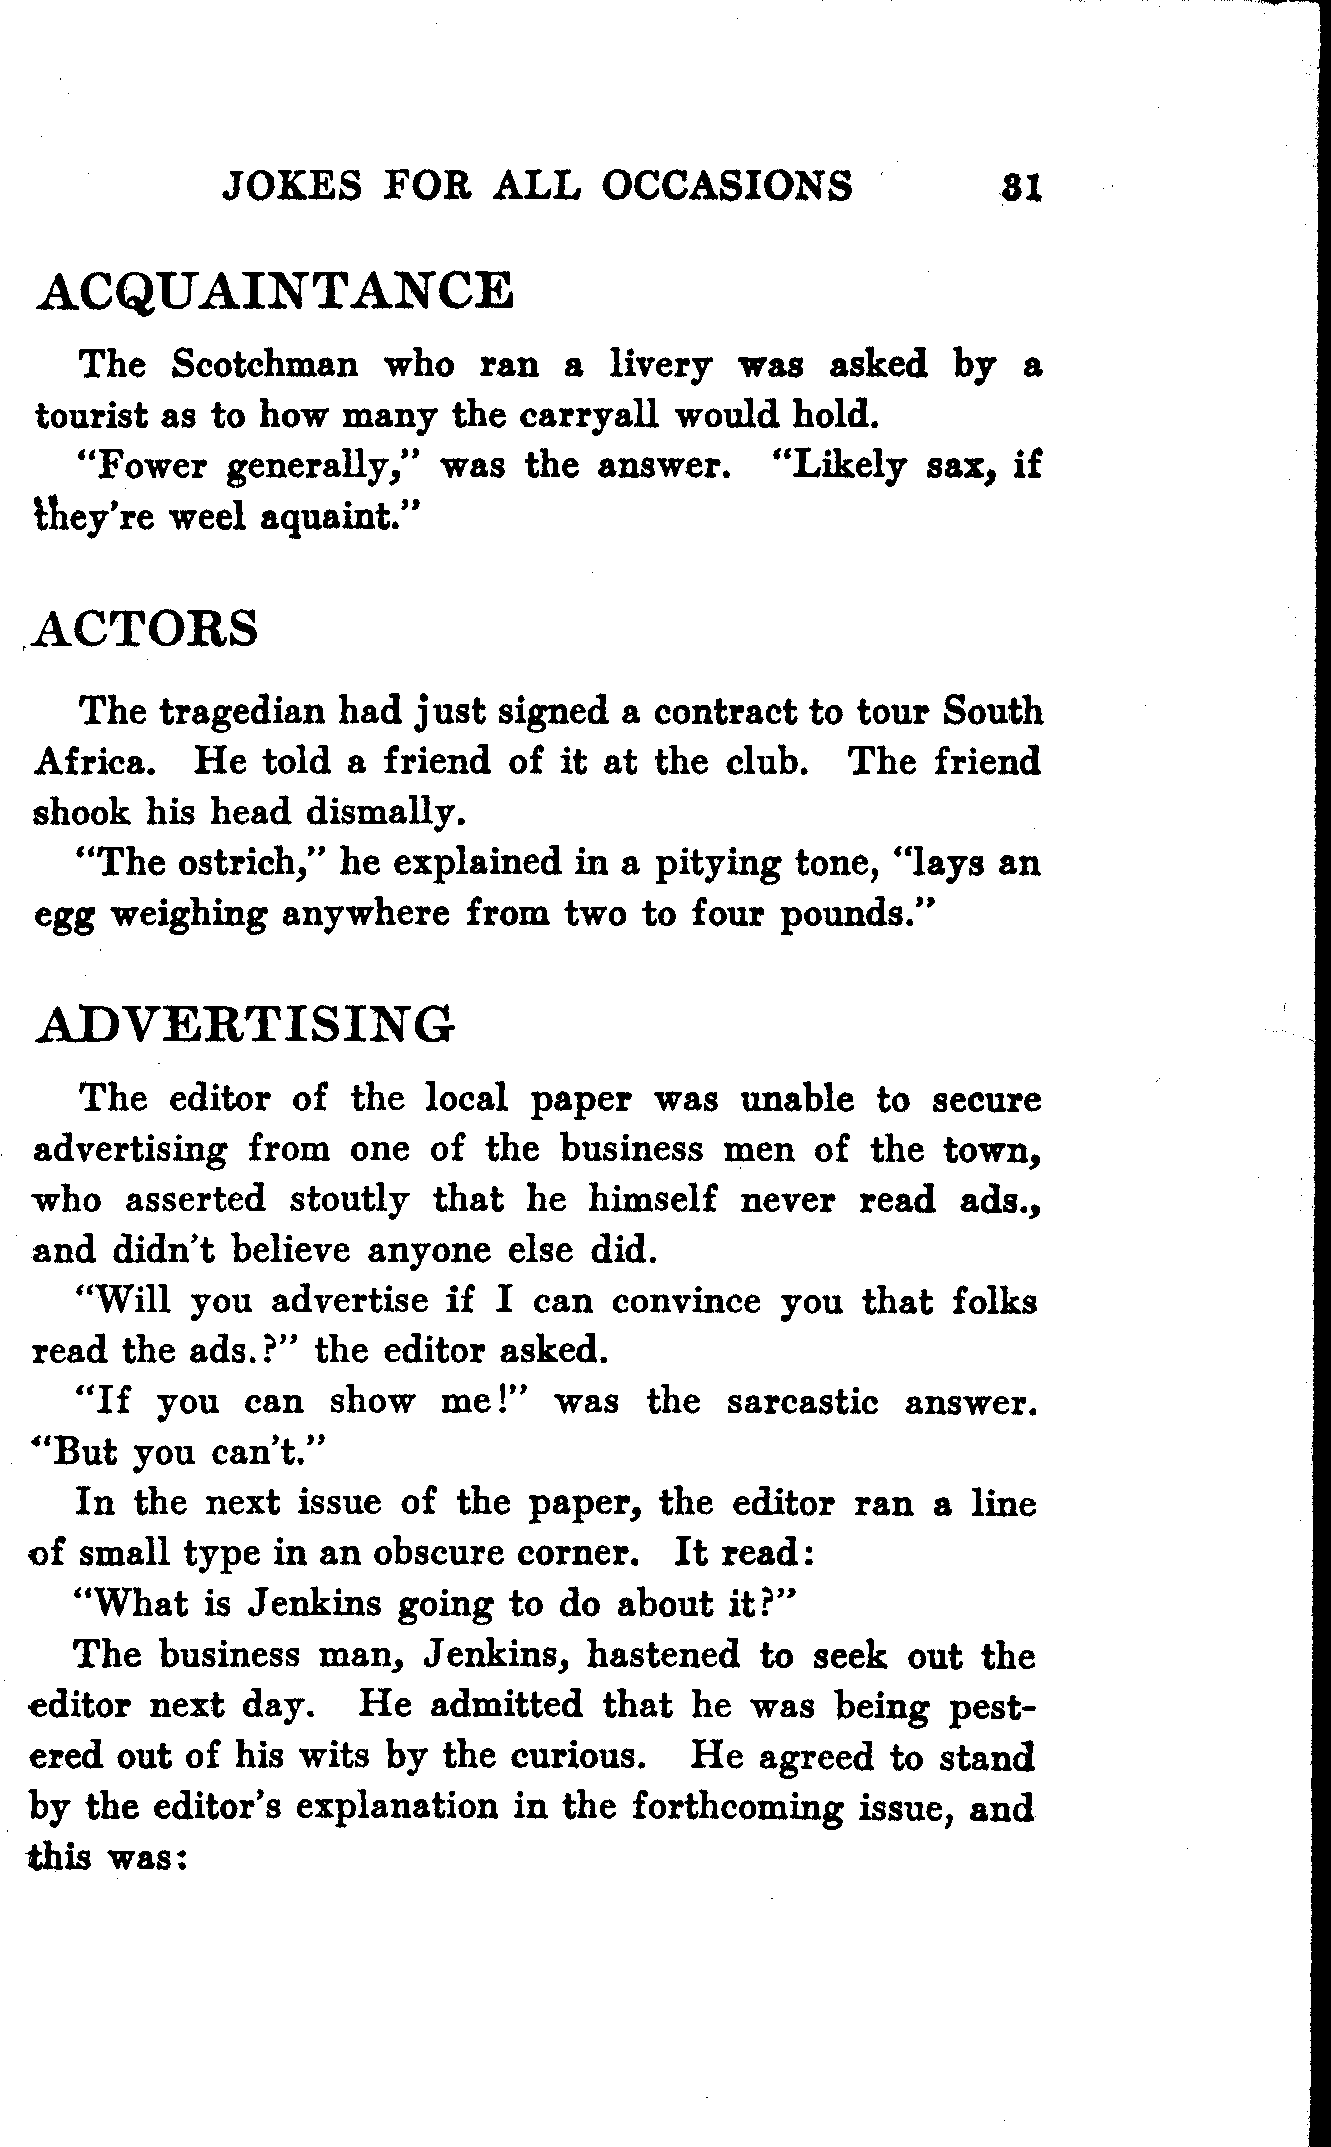 JOKES FOR ALL OCCASIONS 31
ACQUAINTANCE
The Scotchman who ran a livery was asked by a
tourist as to how many the carryall would hold.
"Fower generally," was the answer. "Likely sax, if
they're weel aquaint."
ACTORS
The tragedian had just signed a contract to tour South
Africa. He told a friend of it at the club. The friend
shook his head dismally.
"The ostrich," he explained in a pitying tone, "lays an
egg weighing anywhere from two to four pounds."
ADVERTISING
The editor of the local paper was unable to secure
advertising from one of the business men of the town,
who asserted stoutly that he himself never read ads.,
and didn't believe anyone else did.
"Will you advertise if I can convince you that folks
read the ads.?" the editor asked.
"If you can show me!" was the sarcastic answer.
"But you can't."
In the next issue of the paper, the editor ran a line
of small type in an obscure corner. It read:
"What is Jenkins going to do about it?"
The business man, Jenkins, hastened to seek out the
editor next day. He admitted that he was being pest-
ered out of his wits by the curious. He agreed to stand
by the editor's explanation in the forthcoming issue, and
this was: